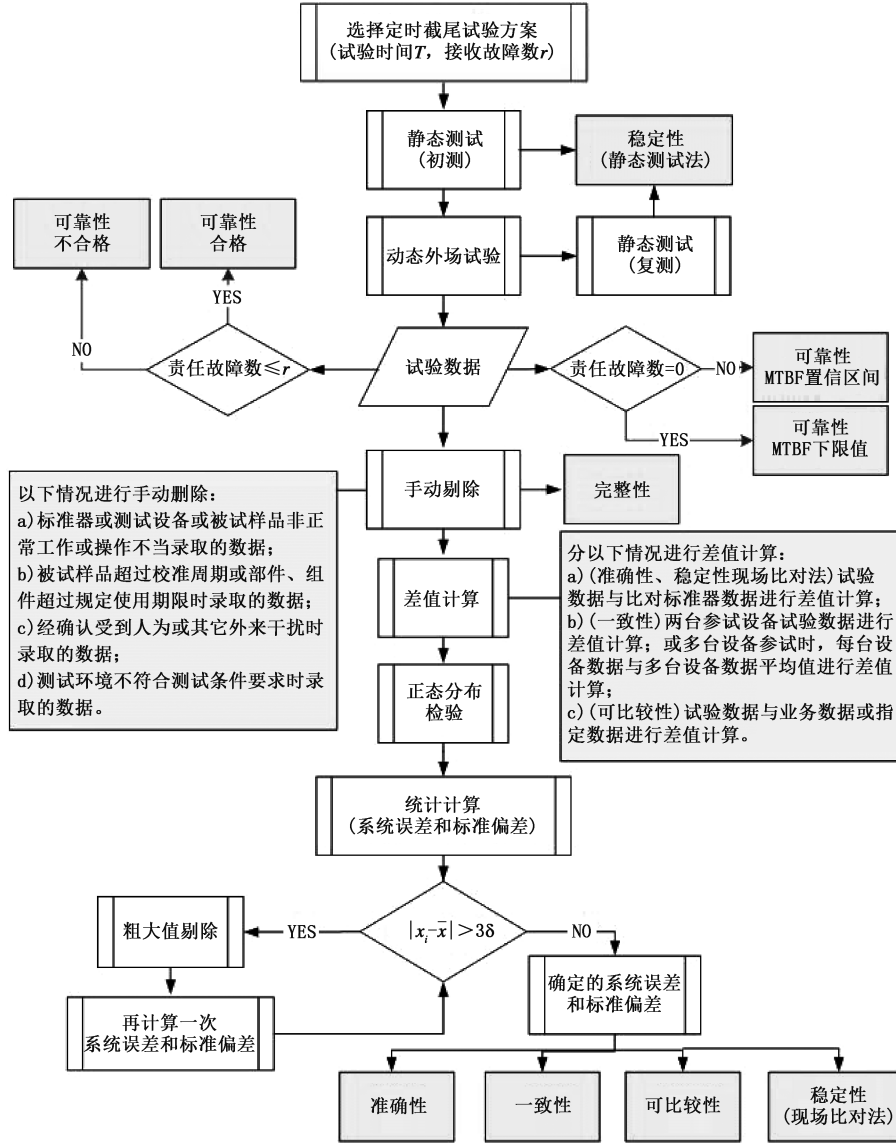 选择定时截尾试验方案
(试验时间T，接收故障数r)
静态测试
(初测)
稳定性
(静态测试法)
可靠性
不合格
可靠性
合格
动态外场试验
静态测试
(复测)
YES
NO
责任故障数≤r
试验数据
责任故障数=0
NO
可靠性
MTBF置信区间
YES
可靠性
MTBF下限值
手动剔除
完整性
以下情况进行手动删除：
a)标准器或测试设备或被试样品非正
常工作或操作不当录取的数据；
b)被试样品超过校准周期或部件、组
件超过规定使用期限时录取的数据；
c)经确认受到人为或其它外来干扰时
录取的数据；
d)测试环境不符合测试条件要求时录
取的数据。
差值计算
分以下情况进行差值计算：
a)(准确性、稳定性现场比对法)试验
数据与比对标准器数据进行差值计算；
b)(一致性)两台参试设备试验数据进行
差值计算；或多台设备参试时，每台设
备数据与多台设备数据平均值进行差值
计算；
c)(可比较性)试验数据与业务数据或指
定数据进行差值计算。
正态分布
检验
统计计算
(系统误差和标准偏差)
粗大值剔除
YES
|xᵢ-x̄|>3δ
NO
确定的系统误差
和标准偏差
再计算一次
系统误差和标准偏差
准确性
一致性
可比较性
稳定性
(现场比对法)